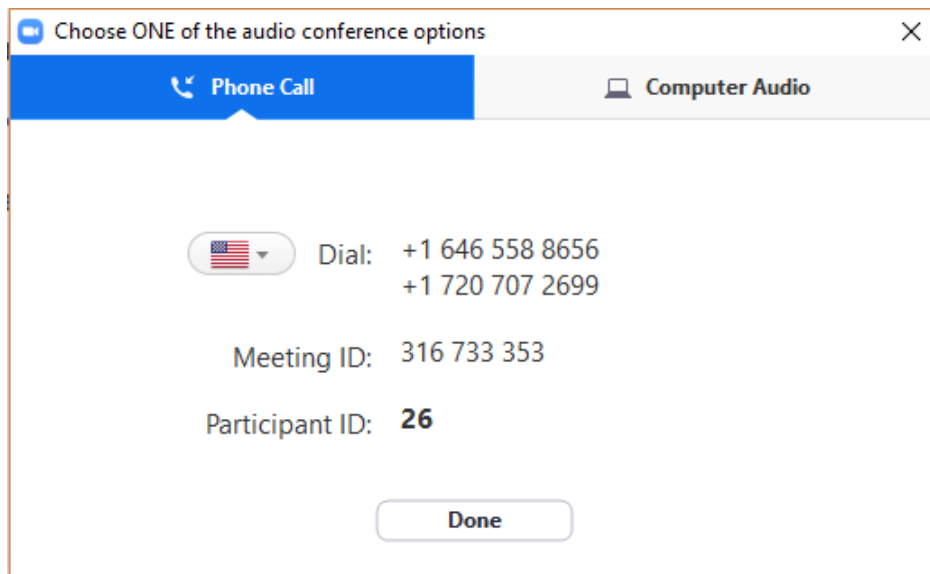 Choose ONE of the audio conference options
Phone Call
Computer Audio
Dial: +1 646 558 8656
+1 720 707 2699
Meeting ID: 316 733 353
Participant ID: 26
Done